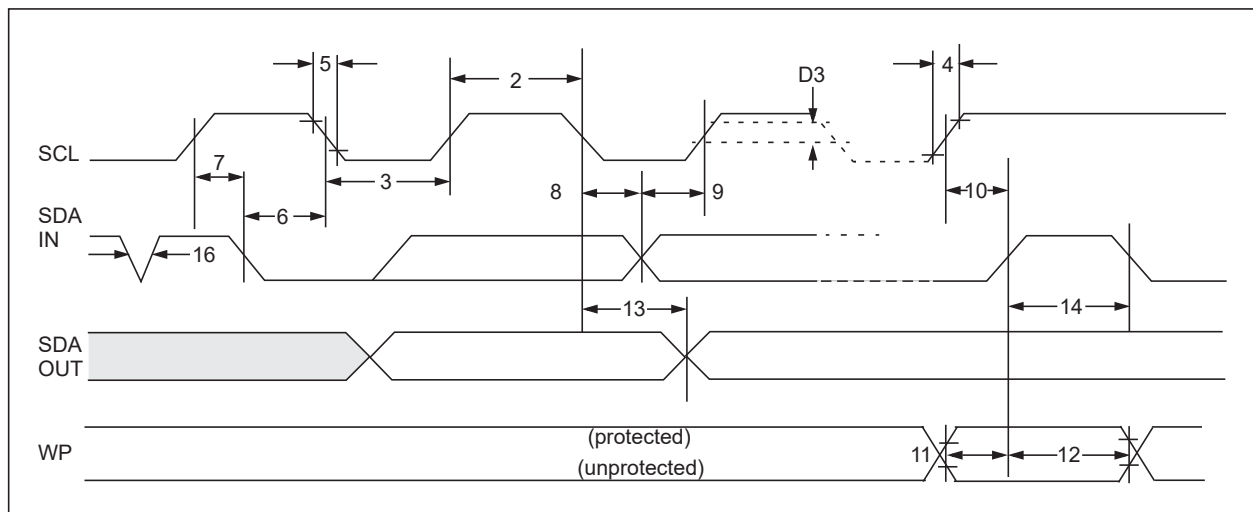 5
2
D3
4
SCL
7
3
8
9
10
6
SDA
IN
16
13
14
SDA
OUT
WP
(protected)
(unprotected)
11
12